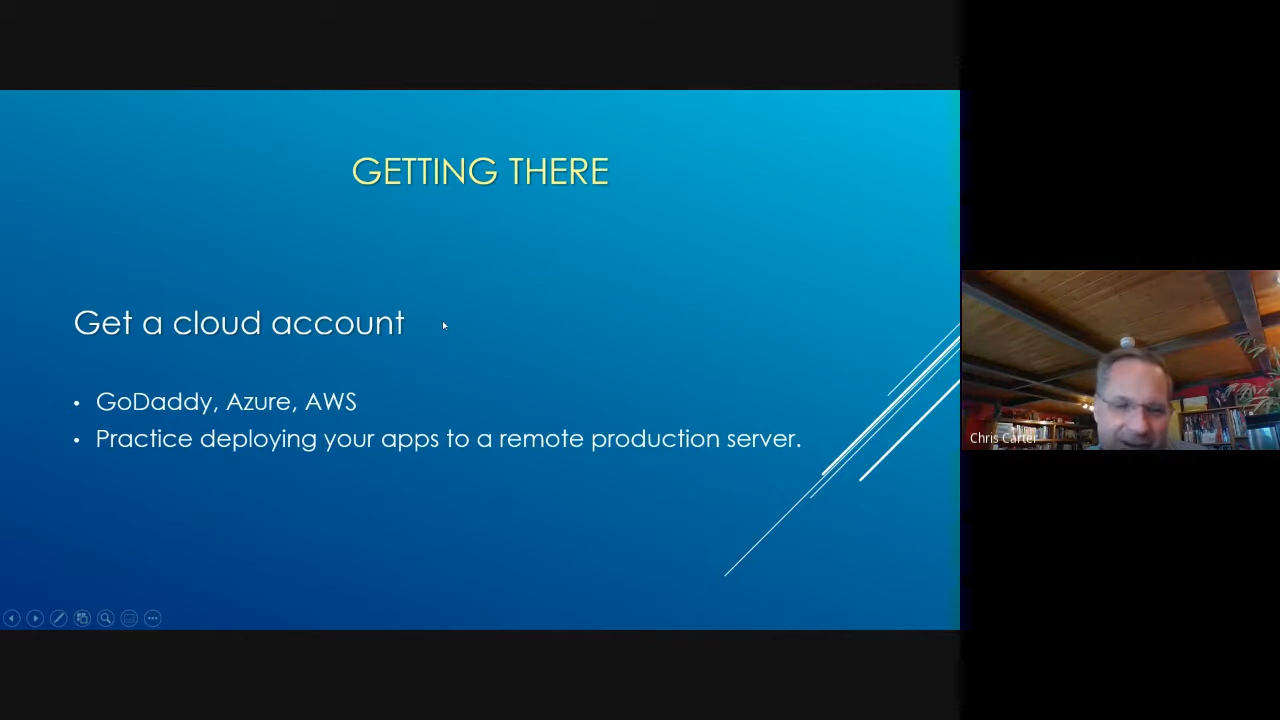 GETTING THERE
Get a cloud account
• GoDaddy, Azure, AWS
• Practice deploying your apps to a remote production server.
Chris Carter